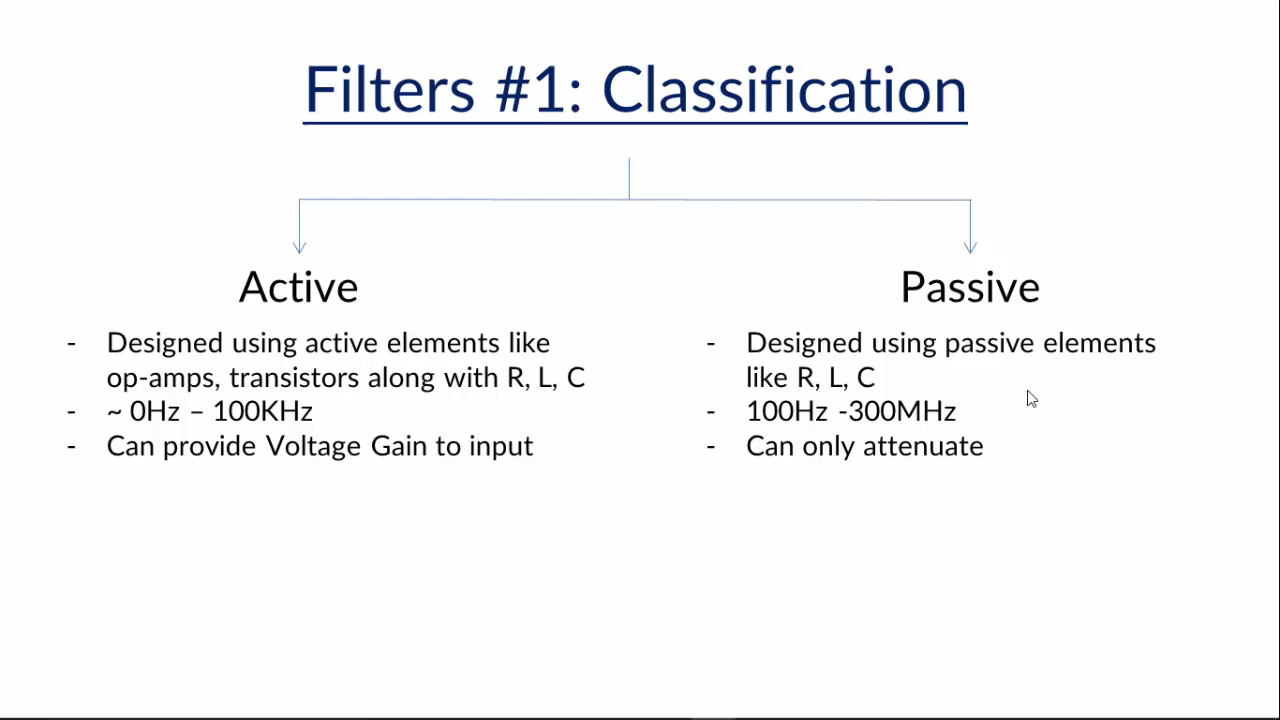 Filters #1: Classification
Active
- Designed using active elements like
op-amps, transistors along with R, L, C
- ~ 0Hz – 100KHz
- Can provide Voltage Gain to input
Passive
- Designed using passive elements
like R, L, C
- 100Hz -300MHz
- Can only attenuate